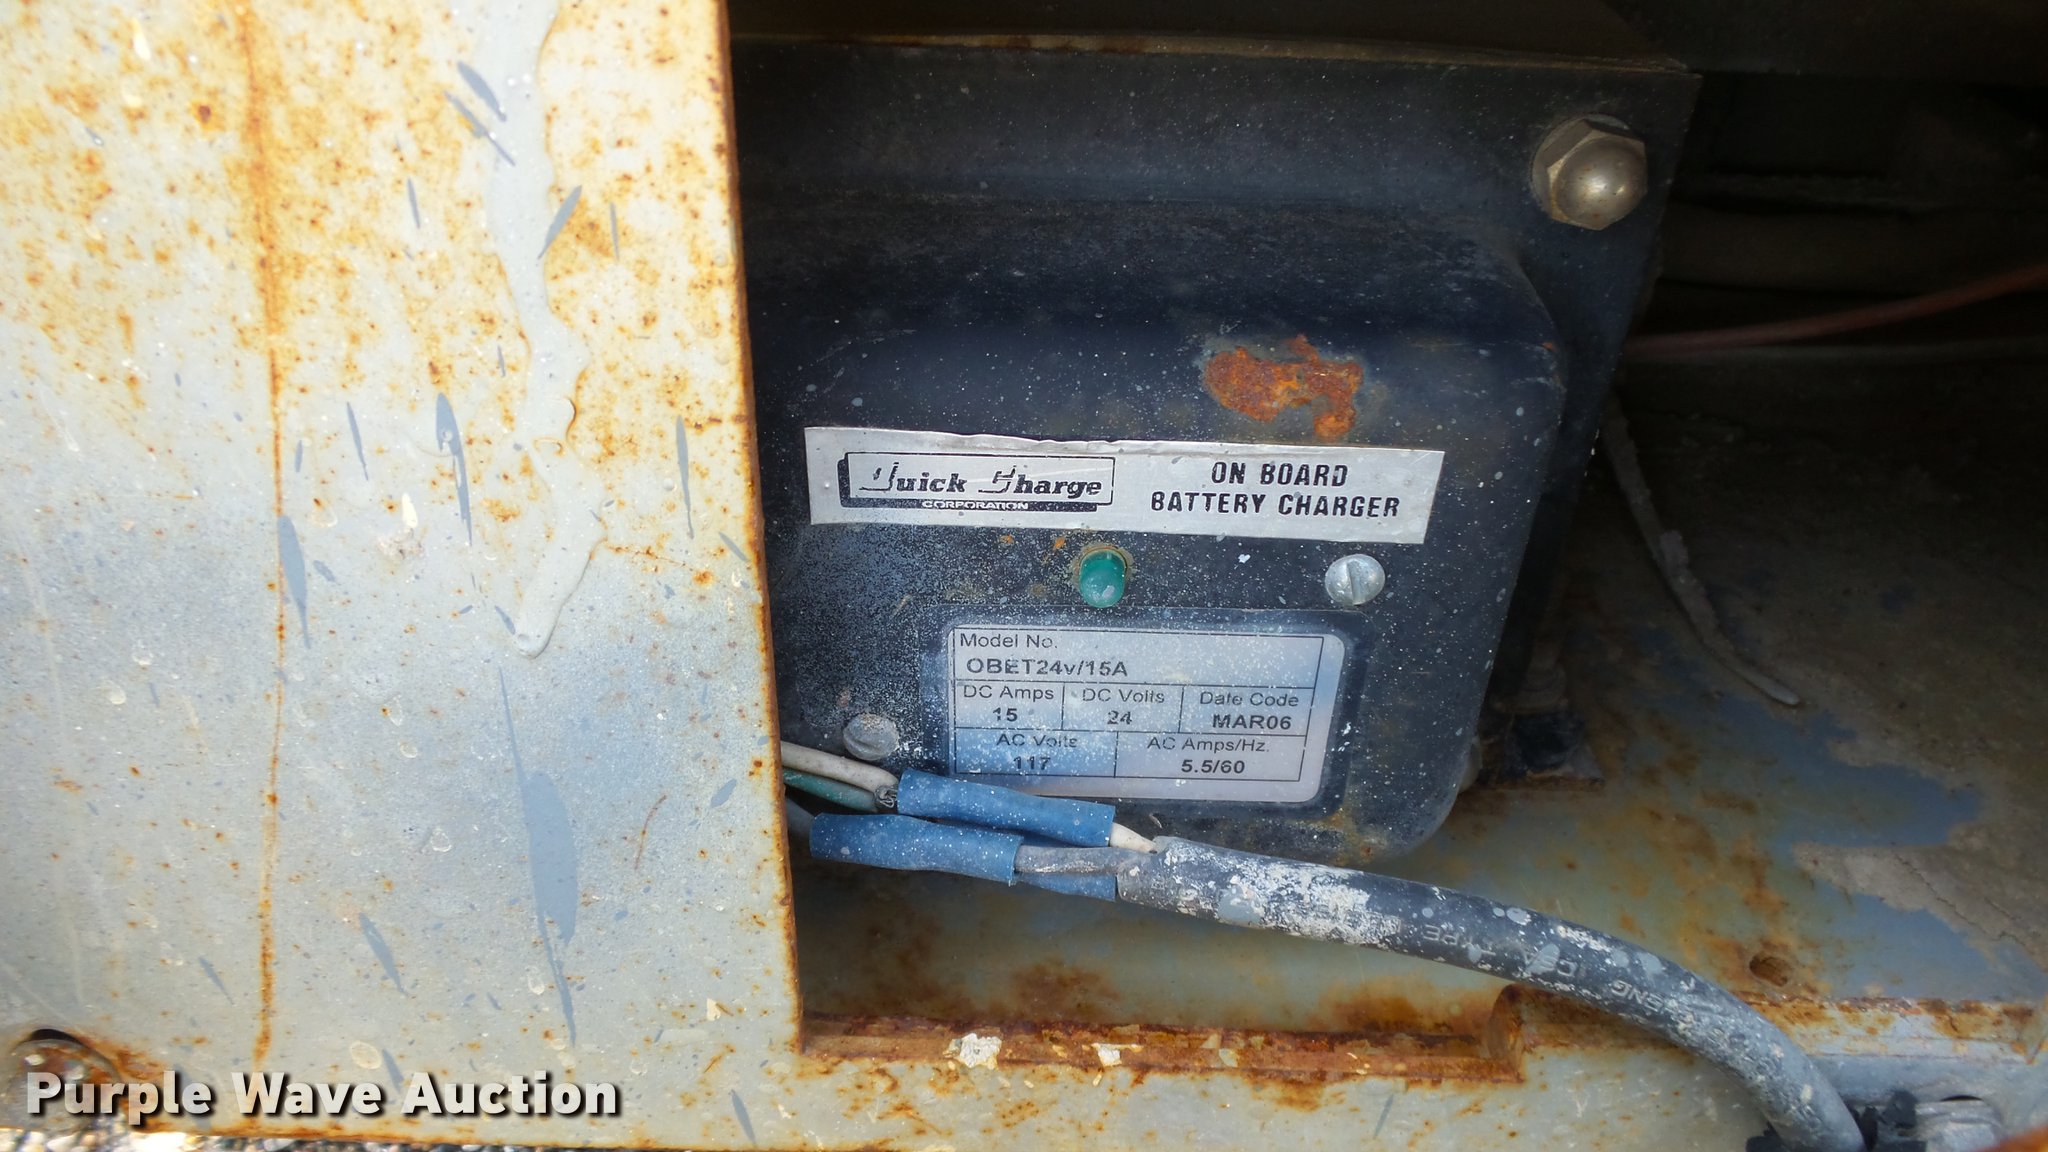 Quick Charge
CORPORATION
ON BOARD
BATTERY CHARGER
Model No.
OBET24v/15A
DC Amps
15
DC Volts
24
Date Code
MAR06
AC Volts
117
AC Amps/Hz.
5.5/60
TYPE
Purple Wave Auction